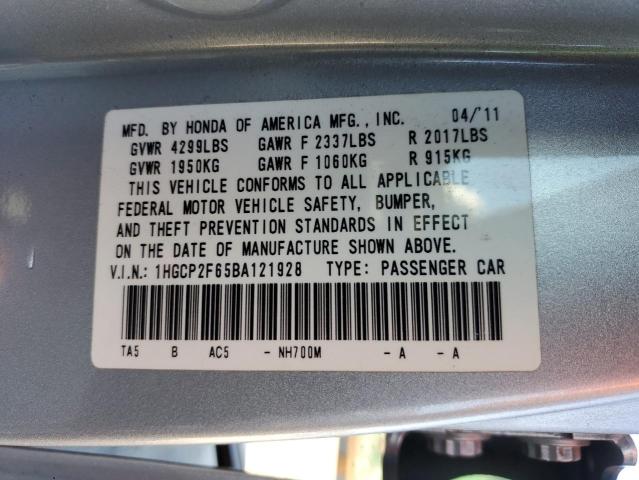 MFD. BY HONDA OF AMERICA MFG., INC. 04/'11
GVWR 4299LBS GAWR F 2337LBS R 2017LBS
GVWR 1950KG GAWR F 1060KG R 915KG
THIS VEHICLE CONFORMS TO ALL APPLICABLE
FEDERAL MOTOR VEHICLE SAFETY, BUMPER,
AND THEFT PREVENTION STANDARDS IN EFFECT
ON THE DATE OF MANUFACTURE SHOWN ABOVE.
V.I.N.: 1HGCP2F65BA121928 TYPE: PASSENGER CAR
TA5 B AC5 - NH700M - A - A